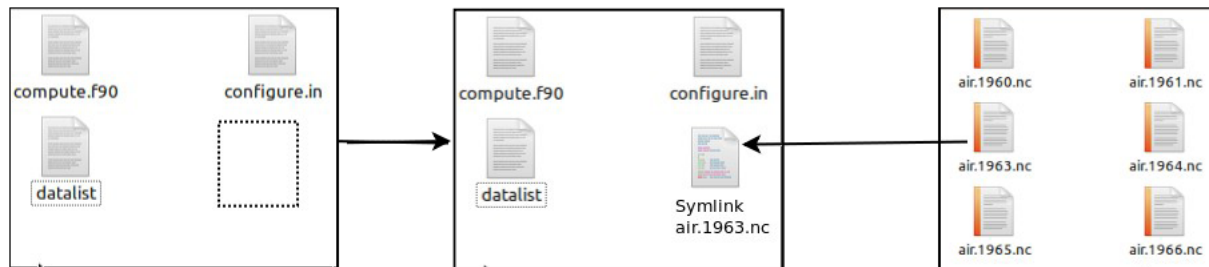 compute.f90
configure.in
datalist
compute.f90
configure.in
datalist
Symlink
air.1963.nc
air.1960.nc
air.1961.nc
air.1963.nc
air.1964.nc
air.1965.nc
air.1966.nc